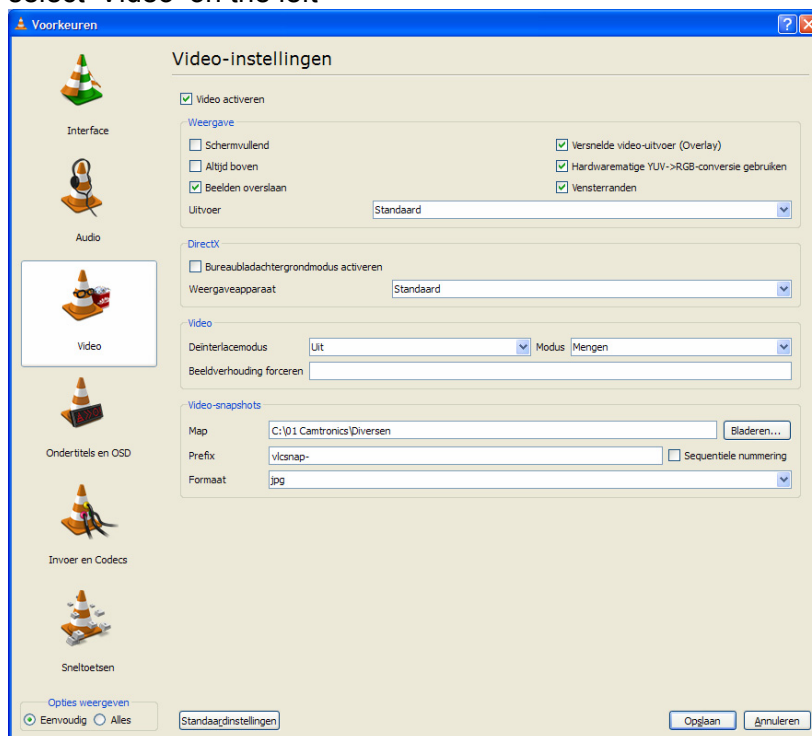 select 'Video' on the left
Voorkeuren
Video-instellingen
Interface
Audio
Video
Ondertitels en OSD
Invoer en Codecs
Sneltoetsen
Opties weergeven
Eenvoudig Alles
Video activeren
Weergave
Schermvullend Versnelde video-uitvoer (Overlay)
Altijd boven Hardwarematige YUV->RGB-conversie gebruiken
Beelden overslaan Vensterranden
Uitvoer Standaard
DirectX
Bureaubladachtergrondmodus activeren
Weergaveapparaat Standaard
Video
Deïnterlacemodus Uit Modus Mengen
Beeldverhouding forceren
Video-snapshots
Map C:\01 Camtronics\Diversen Bladeren...
Prefix vlcsnap- Sequentiele nummering
Formaat jpg
Standaardinstellingen Opslaan Annuleren